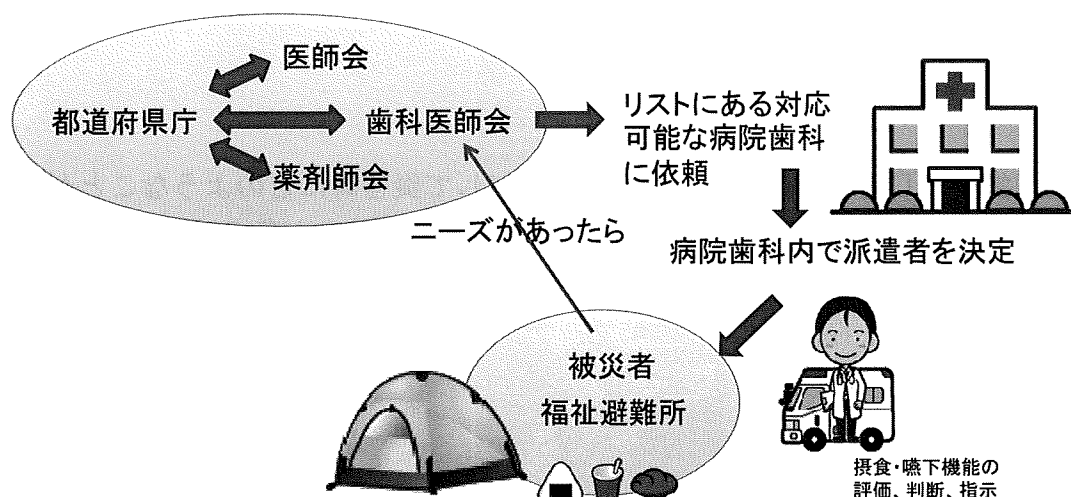 医師会
都道府県庁
歯科医師会
薬剤師会
リストにある対応
可能な病院歯科
に依頼
ニーズがあったら
病院歯科内で派遣者を決定
被災者
福祉避難所
摂食・嚥下機能の
評価、判断、指示